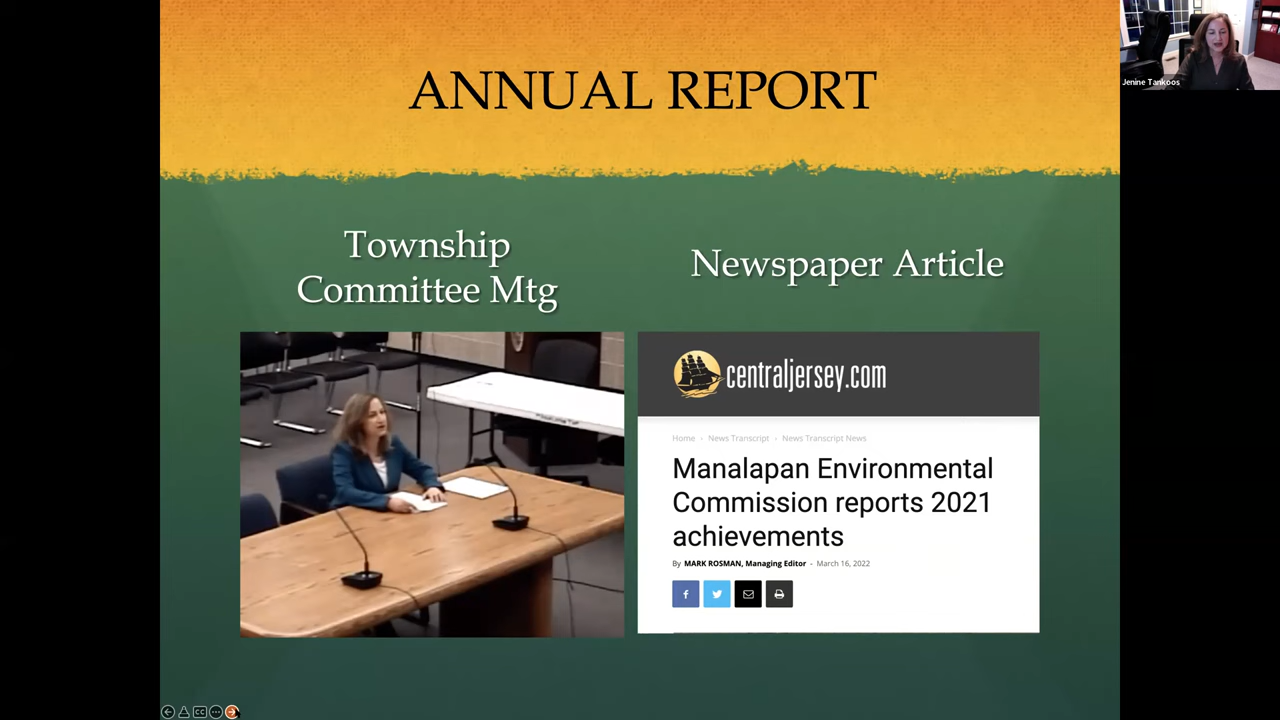 ANNUAL REPORT
Jenine Tankoos
Township
Committee Mtg
Newspaper Article
centraljersey.com
Home › News Transcript › News Transcript News
Manalapan Environmental
Commission reports 2021
achievements
By MARK ROSMAN, Managing Editor - March 16, 2022
CC